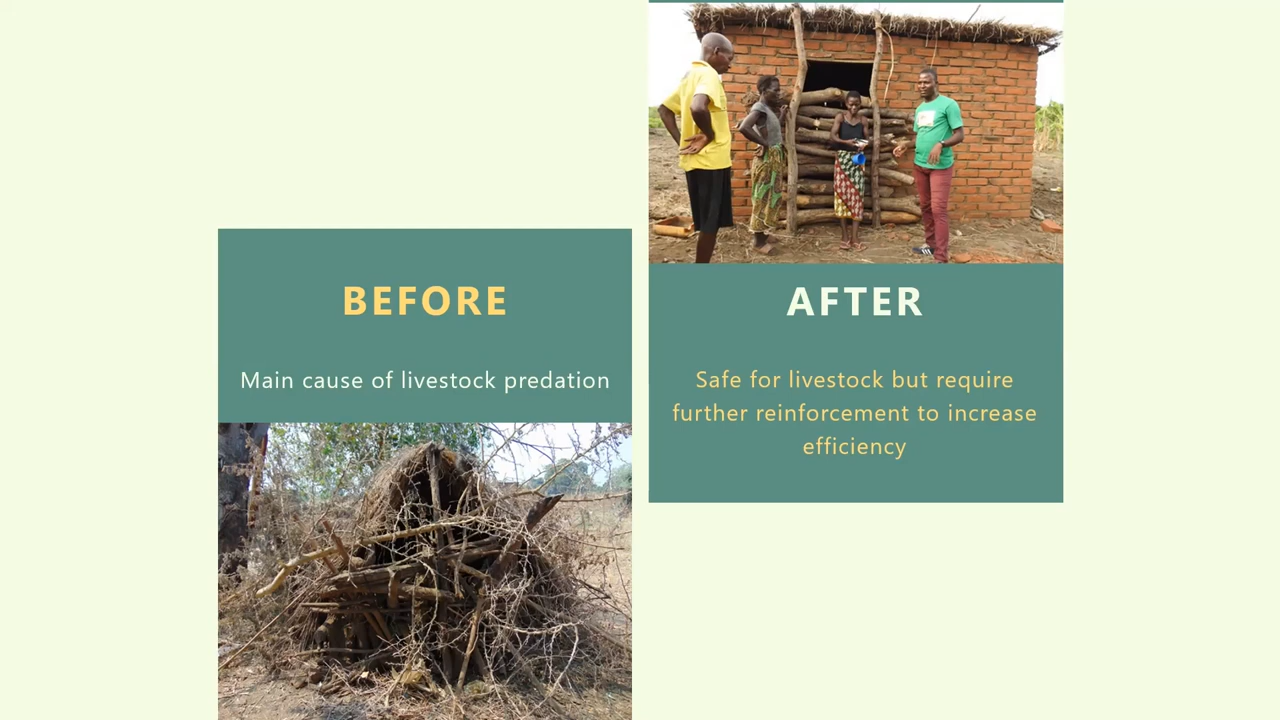 BEFORE
Main cause of livestock predation
AFTER
Safe for livestock but require
further reinforcement to increase
efficiency